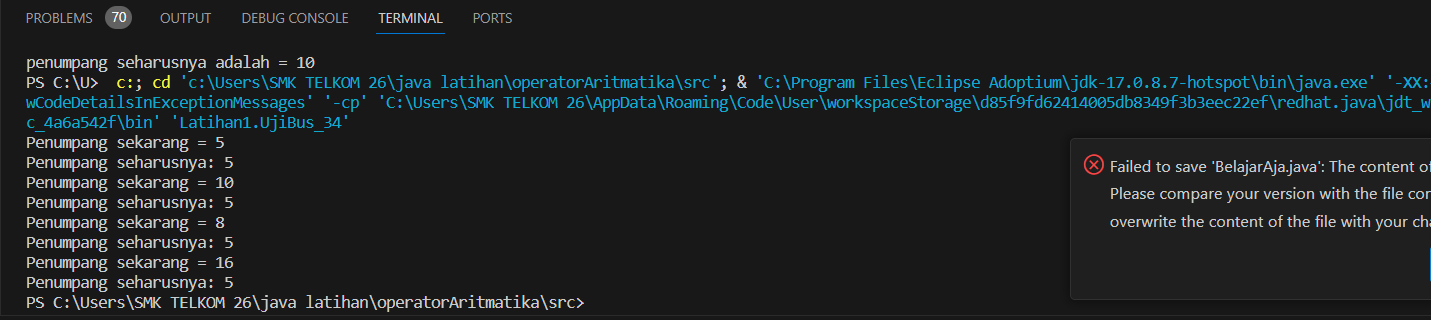 PROBLEMS 70 OUTPUT DEBUG CONSOLE TERMINAL PORTS
penumpang seharusnya adalah = 10
PS C:\U> c:; cd 'c:\Users\SMK TELKOM 26\java latihan\operatorAritmatika\src'; & 'C:\Program Files\Eclipse Adoptium\jdk-17.0.8.7-hotspot\bin\java.exe' '-XX:
wCodeDetailsInExceptionMessages' '-cp' 'C:\Users\SMK TELKOM 26\AppData\Roaming\Code\User\workspaceStorage\d85f9fd62414005db8349f3b3eec22ef\redhat.java\jdt_w
c_4a6a542f\bin' 'Latihan1.UjiBus_34'
Penumpang sekarang = 5
Penumpang seharusnya: 5
Penumpang sekarang = 10
Penumpang seharusnya: 5
Penumpang sekarang = 8
Penumpang seharusnya: 5
Penumpang sekarang = 16
Penumpang seharusnya: 5
PS C:\Users\SMK TELKOM 26\java latihan\operatorAritmatika\src>
Failed to save 'BelajarAja.java': The content of
Please compare your version with the file con
overwrite the content of the file with your cha